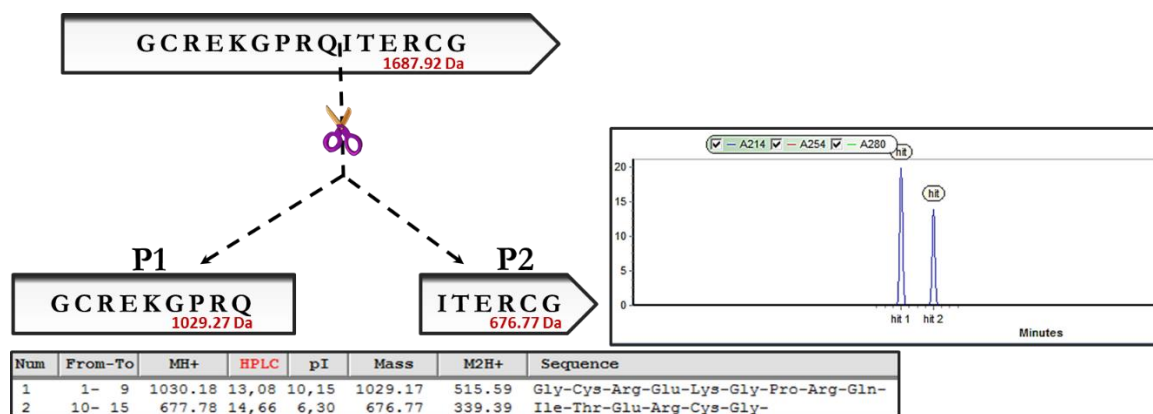 GCREKGPRQITERCG
1687.92 Da
P1
P2
GCREKGPRQ
1029.27 Da
ITERCG
676.77 Da
A214 A254 A280
hit
hit
20
15
10
5
0
hit 1 hit 2
Minutes
Num From-To MH+ HPLC pI Mass M2H+ Sequence
1 1- 9 1030.18 13,08 10,15 1029.17 515.59 Gly-Cys-Arg-Glu-Lys-Gly-Pro-Arg-Gln-
2 10- 15 677.78 14,66 6,30 676.77 339.39 Ile-Thr-Glu-Arg-Cys-Gly-